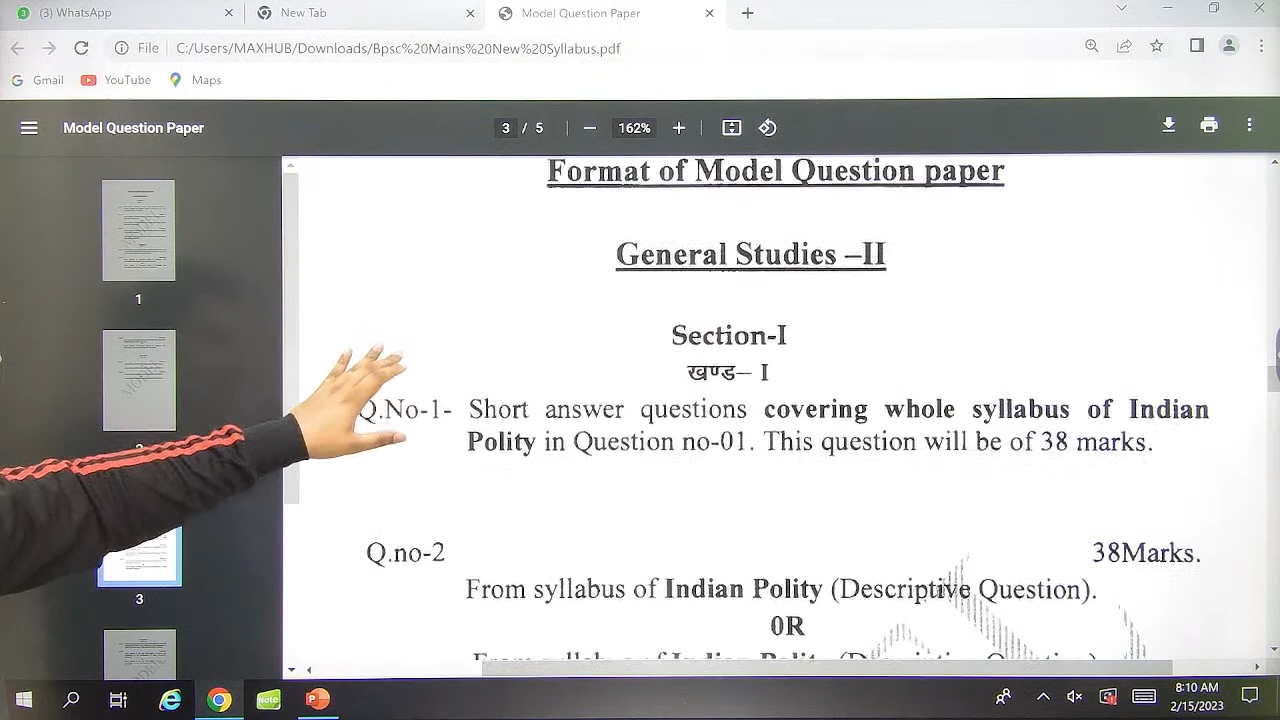 (3) WhatsApp
New Tab
Model Question Paper
File
C:/Users/MAXHUB/Downloads/Bpsc%20Mains%20New%20Syllabus.pdf
Gmail
YouTube
Maps
Model Question Paper
3 / 5
162%
Format of Model Question paper
General Studies –II
Section-I
खण्ड– I
Q.No-1- Short answer questions covering whole syllabus of Indian
Polity in Question no-01. This question will be of 38 marks.
Q.no-2 38Marks.
From syllabus of Indian Polity (Descriptive Question).
0R
1
3
Note
8:10 AM
2/15/2023